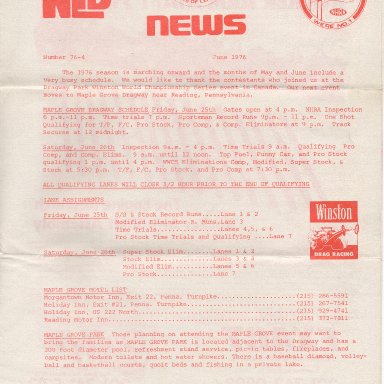 NED
NEWS
NHRA
WE'RE NO. 1
Number 76-4 June 1976
The 1976 season is marching onward and the months of May and June include a
very busy schedule. We would like to thank the contestants who joined us at the
Dragway Park Winston World Championship Series event in Canada. Our next event
moves to Maple Grove Dragway near Reading, Pennsylvania.
MAPLE GROVE DRAGWAY SCHEDULE Friday, June 25th Gates open at 4 p.m. NHRA Inspection
6 p.m.-11 p.m. Time trials 7 p.m. Sportsman Record Runs 9p.m. - 11 p.m. One Shot
Qualifying for T/F, F/C, Pro Stock, Pro Comp, & Comp. Eliminators at 9 p.m. Track
Secures at 12 midnight.
Saturday, June 26th Inspection 9a.m. - 4 p.m. Time Trials 9 a.m. Qualifying Pro
Comp, and Comp. Elim. 9 a.m. until 12 noon. Top Fuel, Funny Car, and Pro Stock
qualifying 1 p.m. until 4 p.m. WWCS Eliminations Comp, Modified, Super Stock, &
Stock at 5:30 p.m. T/F, F/C, Pro Stock, and Pro Comp at 7:30 p.m.
ALL QUALIFYING LANES WILL CLOSE 1/2 HOUR PRIOR TO THE END OF QUALIFYING
LANE ASSIGNMENTS
Friday, June 25th S/S & Stock Record Runs.....Lane 1 & 2
Modified Eliminator R. Runs.Lane 3
Time Trials.................Lanes 4,5, & 6
Pro Stock Time Trials and Qualifying ....Lane 7
Saturday, June 26th Super Stock Elim............Lanes 1 & 2
Stock Elim..................Lanes 3 & 4
Modified Elim...............Lanes 5 & 6
Pro Stock...................Lane 7
Winston
DRAG RACING
MAPLE GROVE MOTEL LIST
Morgantown Motor Inn, Exit 22, Penna. Turnpike............................(215) 286-5591
Holiday Inn, Exit #21, Penna. Turnpike....................................(215) 267-7541
Holiday Inn, US 222 North.................................................(215) 929-4741
Reading Motor Inn.........................................................(215) 372-7811
MAPLE GROVE PARK Those planning on attending the MAPLE GROVE event may want to
bring the families as MAPLE GROVE PARK is located adjacent to the Dragway and has a
300 foot diameter pool, refreshment stand service, picnic tables, fireplaces, and
campsites. Modern toilets and hot water showers. There is a baseball diamond, volley-
ball and basketball courts, quoit beds and fishing in a private lake.